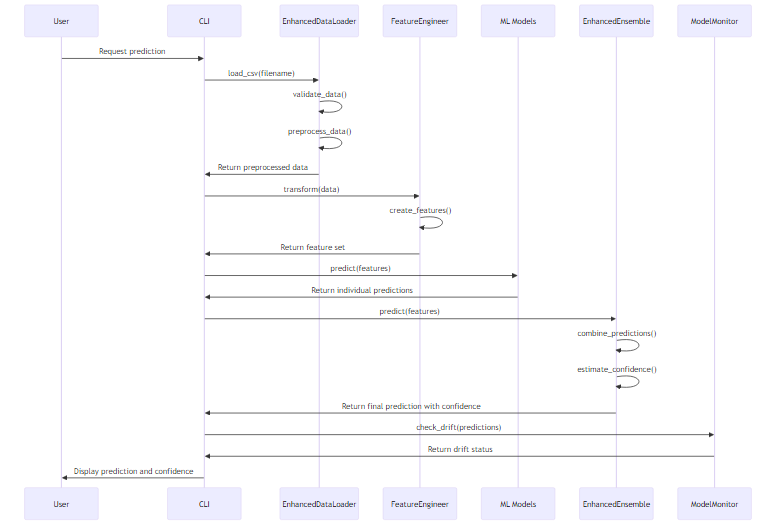 User CLI EnhancedDataLoader FeatureEngineer ML Models EnhancedEnsemble ModelMonitor
Request prediction
load_csv(filename)
validate_data()
preprocess_data()
Return preprocessed data
transform(data)
create_features()
Return feature set
predict(features)
Return individual predictions
predict(features)
combine_predictions()
estimate_confidence()
Return final prediction with confidence
check_drift(predictions)
Return drift status
Display prediction and confidence
User CLI EnhancedDataLoader FeatureEngineer ML Models EnhancedEnsemble ModelMonitor